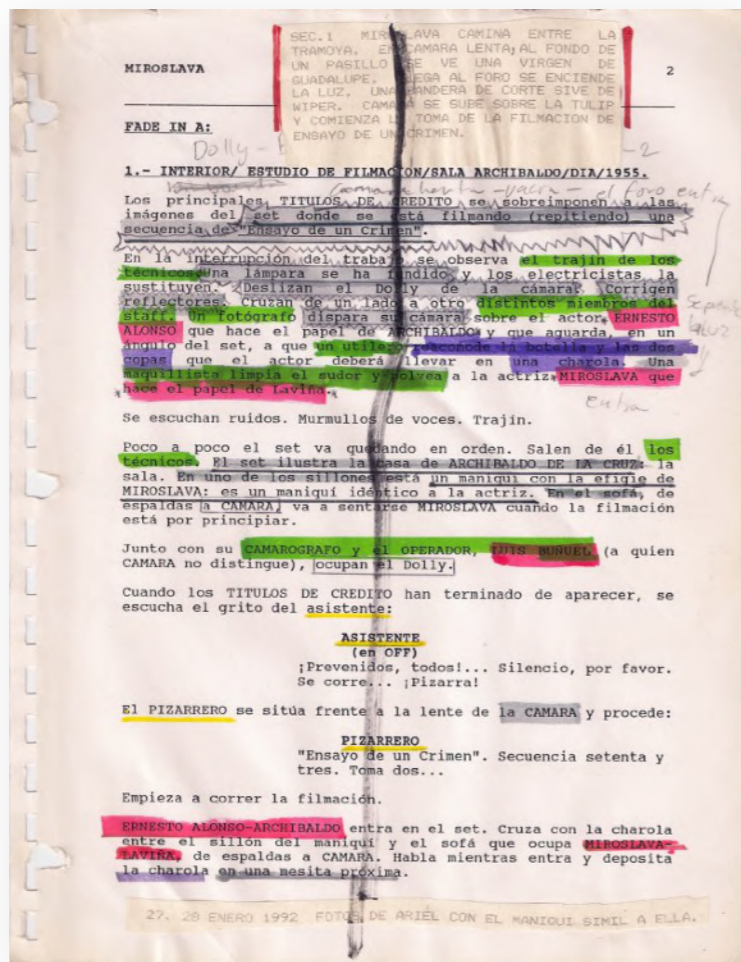 SEC.1 MIROSLAVA CAMINA ENTRE LA
TRAMOYA. EN CAMARA LENTA, AL FONDO DE
UN PASILLO SE VE UNA VIRGEN DE
GUADALUPE. LLEGA AL FORO SE ENCIENDE
LA LUZ. UNA BANDERA DE CORTE SIVE DE
WIPER. CAMARA SE SUBE SOBRE LA TULIP
Y COMIENZA LA TOMA DE LA FILMACION DE
ENSAYO DE UN CRIMEN.
MIROSLAVA 2
FADE IN A:
Dolly - -2
1.- INTERIOR/ ESTUDIO DE FILMACION/SALA ARCHIBALDO/DIA/1955.
Camara lenta - vacía - el foro entra
Los principales TITULOS DE CREDITO se sobreimponen a las
imágenes del set donde se está filmando (repitiendo) una
secuencia de "Ensayo de un Crimen".
En la interrupción del trabajo se observa el trajín de los
técnicos. Una lámpara se ha fundido y los electricistas la
sustituyen. Deslizan el Dolly de la cámara. Corrigen
reflectores. Cruzan de un lado a otro distintos miembros del
staff. Un fotógrafo dispara su cámara sobre el actor ERNESTO
ALONSO que hace el papel de ARCHIBALDO y que aguarda, en un
ángulo del set, a que un utilero acomode la botella y las dos
copas que el actor deberá llevar en una charola. Una
maquillista limpia el sudor y polvea a la actriz MIROSLAVA que
hace el papel de Laviña.
luz
entra
Se escuchan ruidos. Murmullos de voces. Trajín.
Poco a poco el set va quedando en orden. Salen de él los
técnicos. El set ilustra la casa de ARCHIBALDO DE LA CRUZ: la
sala. En uno de los sillones está un maniquí con la efigie de
MIROSLAVA: es un maniquí idéntico a la actriz. En el sofá, de
espaldas a CAMARA, va a sentarse MIROSLAVA cuando la filmación
está por principiar.
Junto con su CAMAROGRAFO y el OPERADOR, LUIS BUÑUEL (a quien
CAMARA no distingue), ocupan el Dolly.
Cuando los TITULOS DE CREDITO han terminado de aparecer, se
escucha el grito del asistente:
ASISTENTE
(en OFF)
¡Prevenidos, todos!... Silencio, por favor.
Se corre... ¡Pizarra!
El PIZARRERO se sitúa frente a la lente de la CAMARA y procede:
PIZARRERO
"Ensayo de un Crimen". Secuencia setenta y
tres. Toma dos...
Empieza a correr la filmación.
ERNESTO ALONSO-ARCHIBALDO entra en el set. Cruza con la charola
entre el sillón del maniquí y el sofá que ocupa MIROSLAVA-
LAVIÑA, de espaldas a CAMARA. Habla mientras entra y deposita
la charola en una mesita próxima.
27. 28 ENERO 1992 FOTOS DE ARIEL CON EL MANIQUI SIMIL A ELLA.